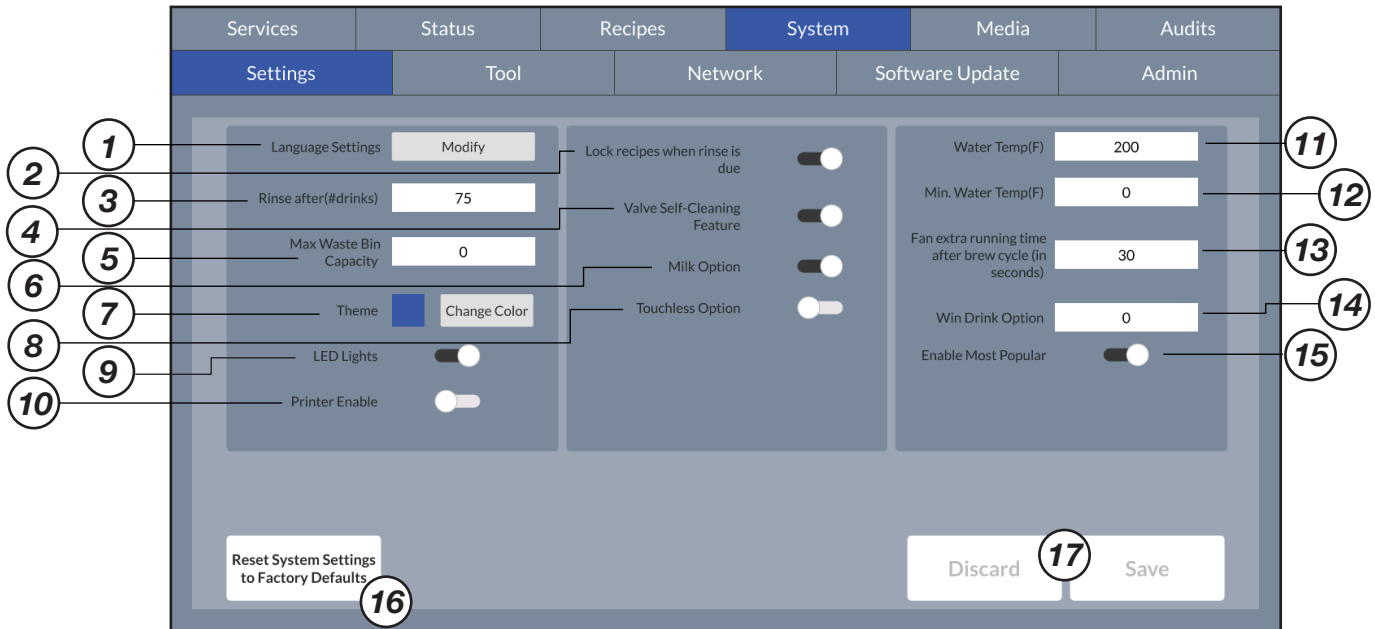 Services Status Recipes System Media Audits
Settings Tool Network Software Update Admin
1
Language Settings Modify
2
Lock recipes when rinse is
due
3
Rinse after(#drinks) 75
4
Valve Self-Cleaning
Feature
5
Max Waste Bin
Capacity 0
6
Milk Option
7
Theme Change Color
8
Touchless Option
9
LED Lights
10
Printer Enable
Water Temp(F) 200
11
Min. Water Temp(F) 0
12
Fan extra running time
after brew cycle (in
seconds) 30
13
Win Drink Option 0
14
Enable Most Popular
15
Reset System Settings
to Factory Defaults
16
Discard 17 Save